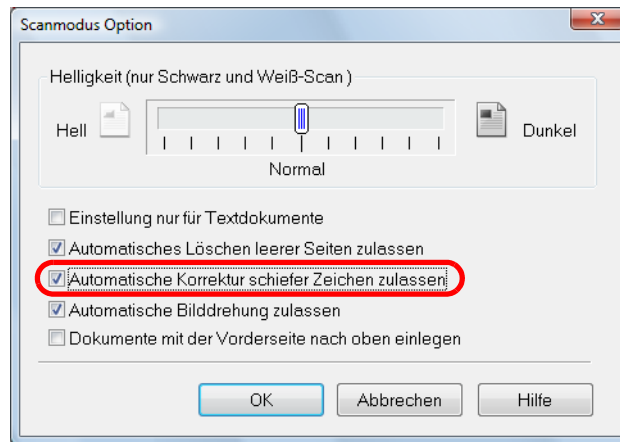 Scanmodus Option
Helligkeit (nur Schwarz und Weiß-Scan )
Hell Dunkel
Normal
Einstellung nur für Textdokumente
Automatisches Löschen leerer Seiten zulassen
Automatische Korrektur schiefer Zeichen zulassen
Automatische Bilddrehung zulassen
Dokumente mit der Vorderseite nach oben einlegen
OK Abbrechen Hilfe